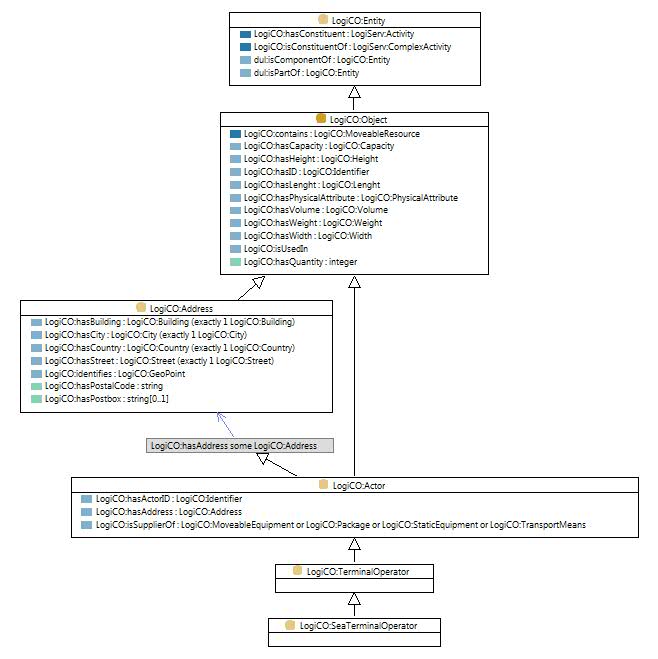 LogiCO:Entity
LogiCO:hasConstituent : LogiServ:Activity
LogiCO:isConstituentOf : LogiServ:ComplexActivity
dul:isComponentOf : LogiCO:Entity
dul:isPartOf : LogiCO:Entity
LogiCO:Object
LogiCO:contains : LogiCO:MoveableResource
LogiCO:hasCapacity : LogiCO:Capacity
LogiCO:hasHeight : LogiCO:Height
LogiCO:hasID : LogiCO:Identifier
LogiCO:hasLenght : LogiCO:Lenght
LogiCO:hasPhysicalAttribute : LogiCO:PhysicalAttribute
LogiCO:hasVolume : LogiCO:Volume
LogiCO:hasWeight : LogiCO:Weight
LogiCO:hasWidth : LogiCO:Width
LogiCO:isUsedIn
LogiCO:hasQuantity : integer
LogiCO:Address
LogiCO:hasBuilding : LogiCO:Building (exactly 1 LogiCO:Building)
LogiCO:hasCity : LogiCO:City (exactly 1 LogiCO:City)
LogiCO:hasCountry : LogiCO:Country (exactly 1 LogiCO:Country)
LogiCO:hasStreet : LogiCO:Street (exactly 1 LogiCO:Street)
LogiCO:identifies : LogiCO:GeoPoint
LogiCO:hasPostalCode : string
LogiCO:hasPostbox : string[0..1]
LogiCO:hasAddress some LogiCO:Address
LogiCO:Actor
LogiCO:hasActorID : LogiCO:Identifier
LogiCO:hasAddress : LogiCO:Address
LogiCO:isSupplierOf : LogiCO:MoveableEquipment or LogiCO:Package or LogiCO:StaticEquipment or LogiCO:TransportMeans
LogiCO:TerminalOperator
LogiCO:SeaTerminalOperator